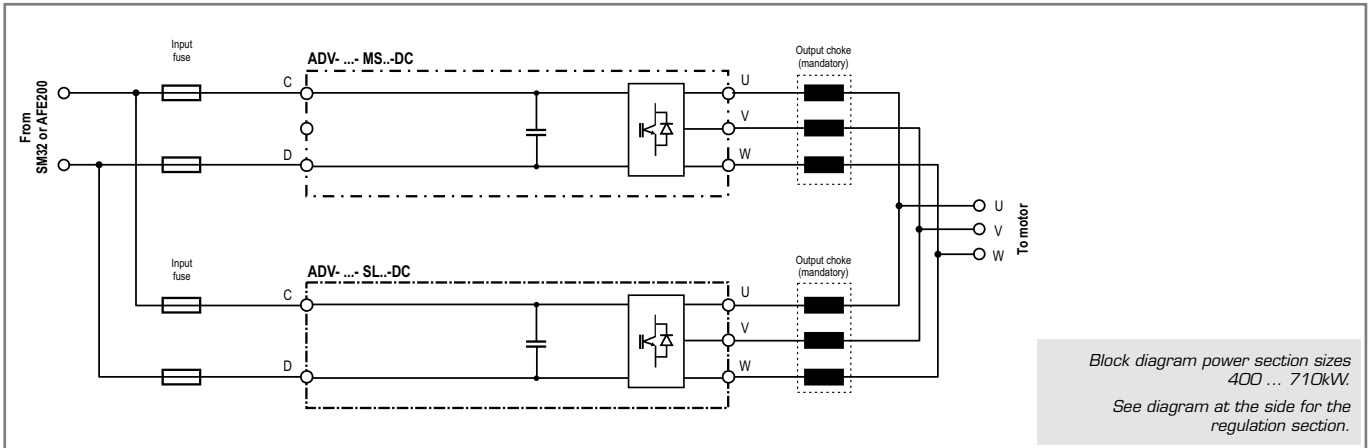 Input
fuse
ADV- ...- MS..-DC
Output choke
(mandatory)
C
U
V
D
W
From
SM32 or AFE200
U
V
W
To motor
Input
fuse
ADV- ...- SL..-DC
Output choke
(mandatory)
C
U
V
D
W
Block diagram power section sizes
400 ... 710kW.
See diagram at the side for the
regulation section.